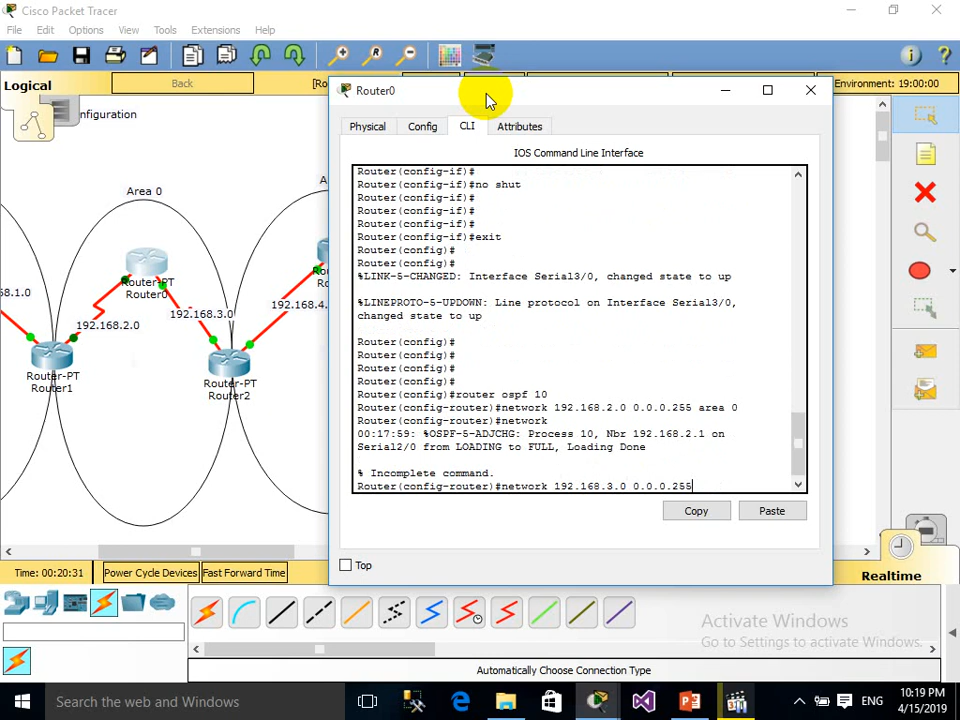 Cisco Packet Tracer
File Edit Options View Tools Extensions Help
Logical
Back
[Ro
Environment: 19:00:00
nfiguration
Router0
Physical Config CLI Attributes
IOS Command Line Interface
Router(config-if)#
Router(config-if)#no shut
Router(config-if)#
Router(config-if)#
Router(config-if)#
Router(config-if)#exit
Router(config)#
Router(config)#
%LINK-5-CHANGED: Interface Serial3/0, changed state to up
%LINEPROTO-5-UPDOWN: Line protocol on Interface Serial3/0,
changed state to up
Router(config)#
Router(config)#
Router(config)#
Router(config)#
Router(config)#router ospf 10
Router(config-router)#network 192.168.2.0 0.0.0.255 area 0
Router(config-router)#network
00:17:59: %OSPF-5-ADJCHG: Process 10, Nbr 192.168.2.1 on
Serial2/0 from LOADING to FULL, Loading Done
% Incomplete command.
Router(config-router)#network 192.168.3.0 0.0.0.255
Copy Paste
Top
Area 0
A
Router-PT
Router0
Ro
R
68.1.0
192.168.2.0
192.168.3.0
192.168.4.
Router-PT
Router1
Router-PT
Router2
Time: 00:20:31 Power Cycle Devices Fast Forward Time
Realtime
Activate Windows
Go to Settings to activate Windows.
Automatically Choose Connection Type
Search the web and Windows
ENG
10:19 PM
4/15/2019